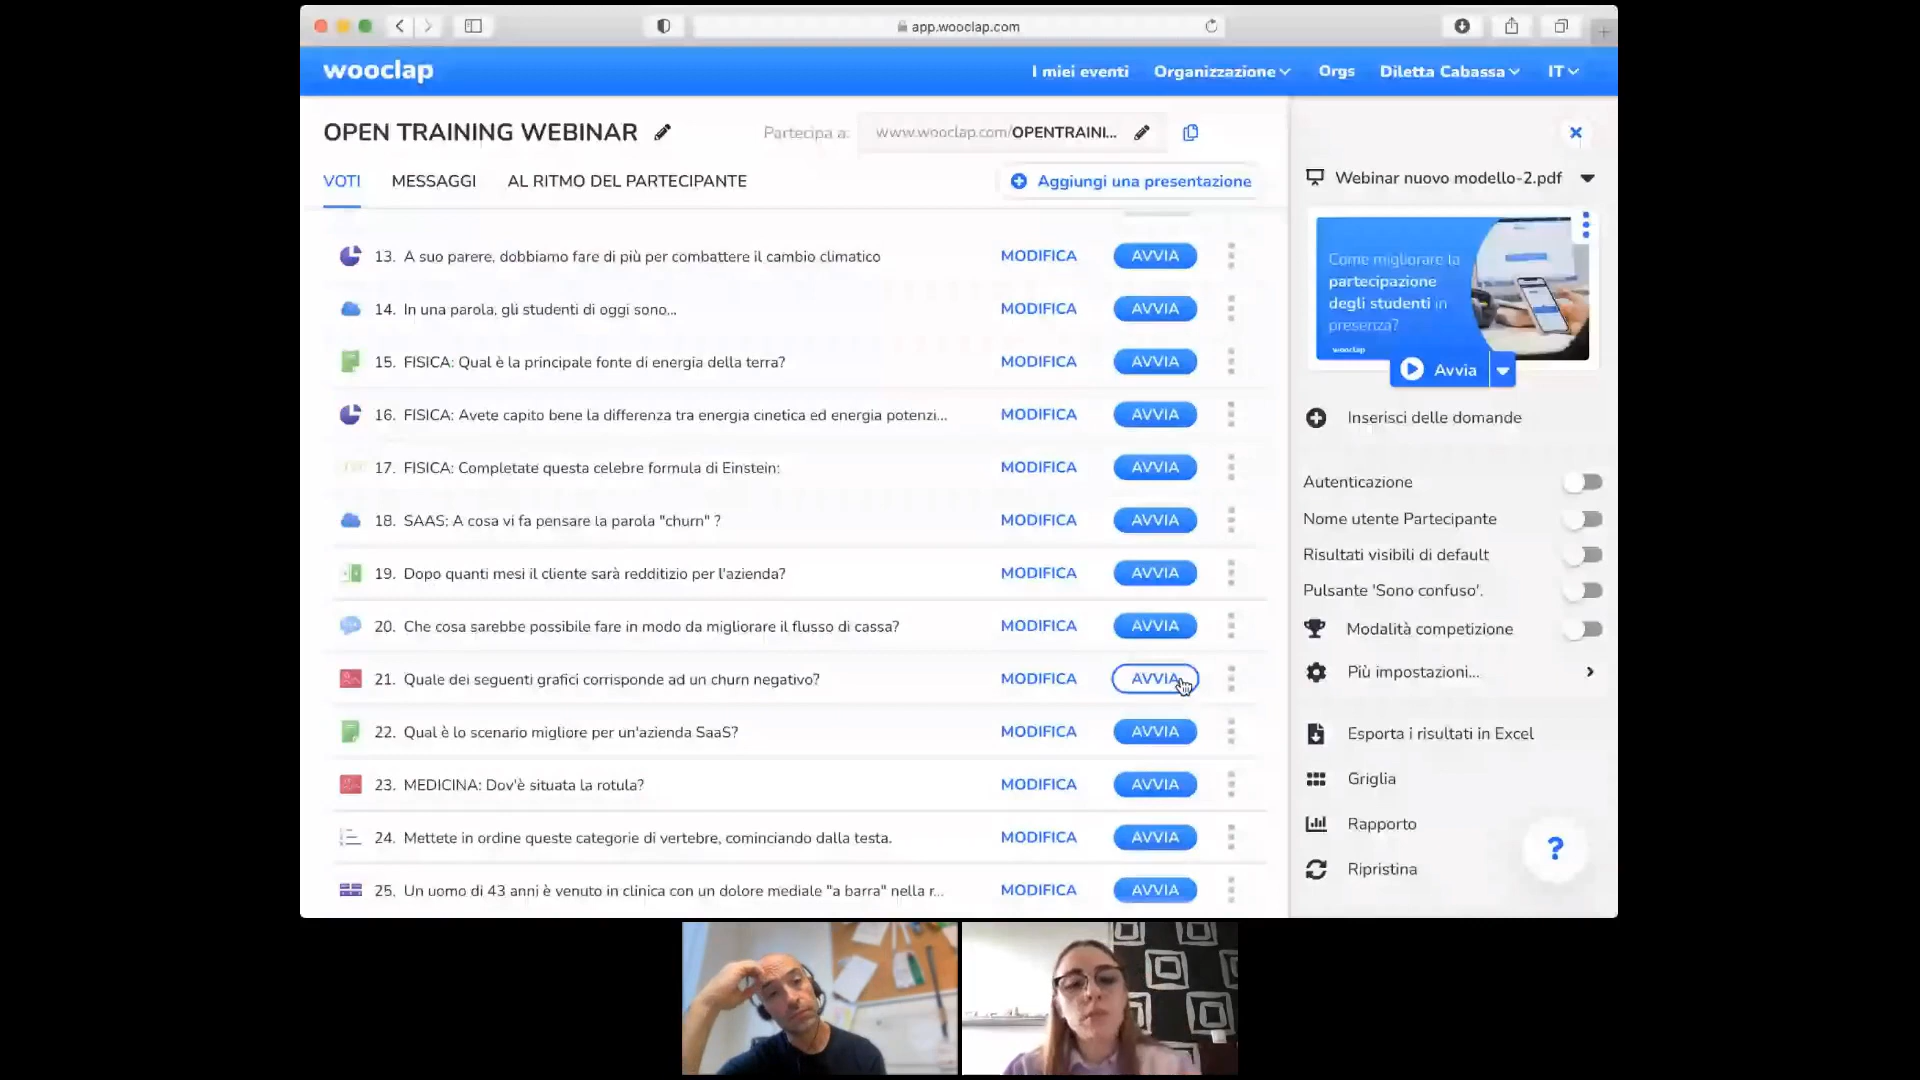 app.wooclap.com
wooclap
I miei eventi
Organizzazione
Orgs
Diletta Cabassa
IT
OPEN TRAINING WEBINAR
Partecipa a:
www.wooclap.com/OPENTRAINI...
VOTI
MESSAGGI
AL RITMO DEL PARTECIPANTE
Aggiungi una presentazione
13. A suo parere, dobbiamo fare di più per combattere il cambio climatico MODIFICA AVVIA
14. In una parola, gli studenti di oggi sono... MODIFICA AVVIA
15. FISICA: Qual è la principale fonte di energia della terra? MODIFICA AVVIA
16. FISICA: Avete capito bene la differenza tra energia cinetica ed energia potenzi... MODIFICA AVVIA
17. FISICA: Completate questa celebre formula di Einstein: MODIFICA AVVIA
18. SAAS: A cosa vi fa pensare la parola "churn" ? MODIFICA AVVIA
19. Dopo quanti mesi il cliente sarà redditizio per l'azienda? MODIFICA AVVIA
20. Che cosa sarebbe possibile fare in modo da migliorare il flusso di cassa? MODIFICA AVVIA
21. Quale dei seguenti grafici corrisponde ad un churn negativo? MODIFICA AVVIA
22. Qual è lo scenario migliore per un'azienda SaaS? MODIFICA AVVIA
23. MEDICINA: Dov'è situata la rotula? MODIFICA AVVIA
24. Mettete in ordine queste categorie di vertebre, cominciando dalla testa. MODIFICA AVVIA
25. Un uomo di 43 anni è venuto in clinica con un dolore mediale "a barra" nella r... MODIFICA AVVIA
Webinar nuovo modello-2.pdf
Come migliorare la
partecipazione
degli studenti in
presenza?
wooclap
Avvia
Inserisci delle domande
Autenticazione
Nome utente Partecipante
Risultati visibili di default
Pulsante 'Sono confuso'.
Modalità competizione
Più impostazioni...
Esporta i risultati in Excel
Griglia
Rapporto
Ripristina
?